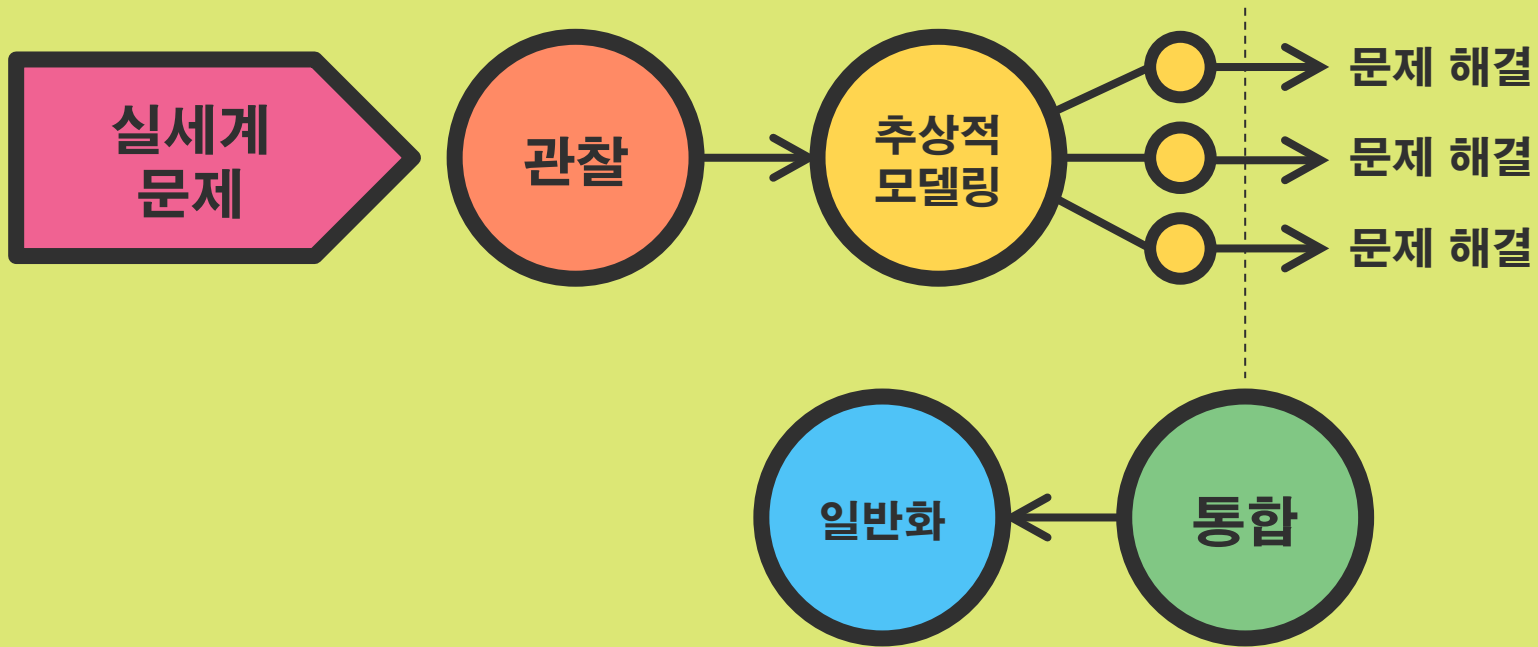 실세계
문제
관찰
추상적
모델링
문제 해결
문제 해결
문제 해결
일반화
통합